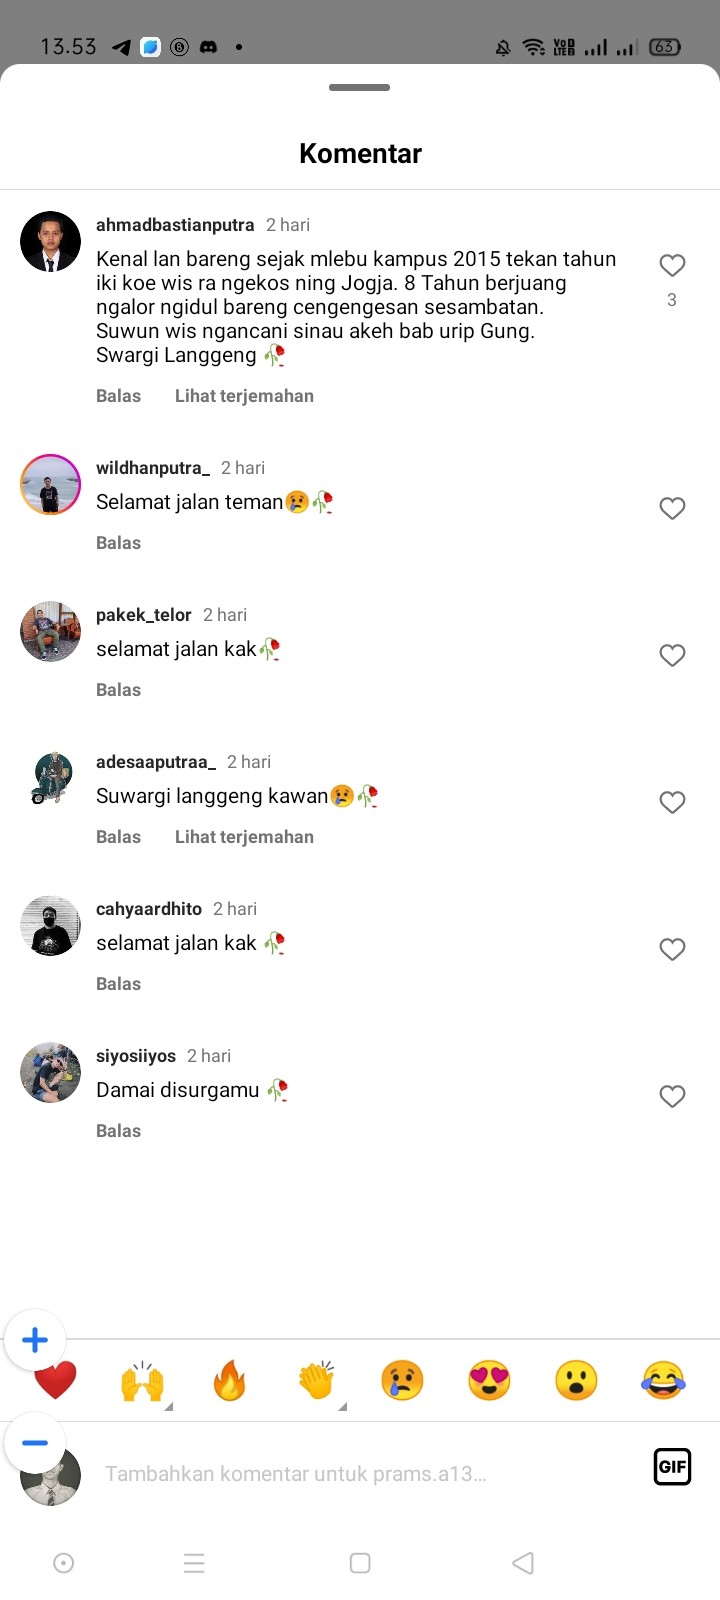 13.53
VoD LTED
63
Komentar
ahmadbastianputra 2 hari
Kenal lan bareng sejak mlebu kampus 2015 tekan tahun
iki koe wis ra ngekos ning Jogja. 8 Tahun berjuang
ngalor ngidul bareng cengengesan sesambatan.
Suwun wis ngancani sinau akeh bab urip Gung.
Swargi Langgeng 🥀
3
Balas Lihat terjemahan
wildhanputra_ 2 hari
Selamat jalan teman😢🥀
Balas
pakek_telor 2 hari
selamat jalan kak🥀
Balas
adesaaputraa_ 2 hari
Suwargi langgeng kawan😢🥀
Balas Lihat terjemahan
cahyaardhito 2 hari
selamat jalan kak 🥀
Balas
siyosiiyos 2 hari
Damai disurgamu 🥀
Balas
Tambahkan komentar untuk prams.a13...
GIF